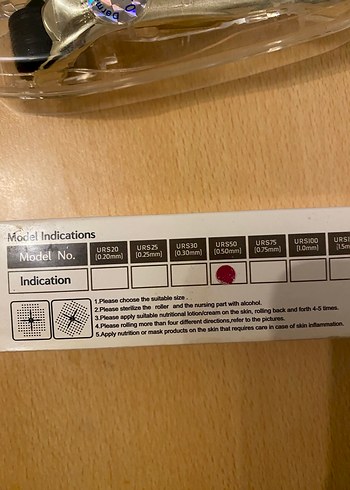 Model Indications
Model No. URS20 URS25 URS30 URS50 URS75 URS100
[0.20mm] [0.25mm] [0.30mm] [0.50mm] [0.75mm] [1.0mm]
Indication
1.Please choose the suitable size .
2.Please sterilize the roller and the nursing part with alcohol.
3.Please apply suitable nutritional lotion/cream on the skin, rolling back and forth 4-5 times.
4.Please rolling more than four different directions,refer to the pictures.
5.Apply nutrition or mask products on the skin that requires care in case of skin inflammation.